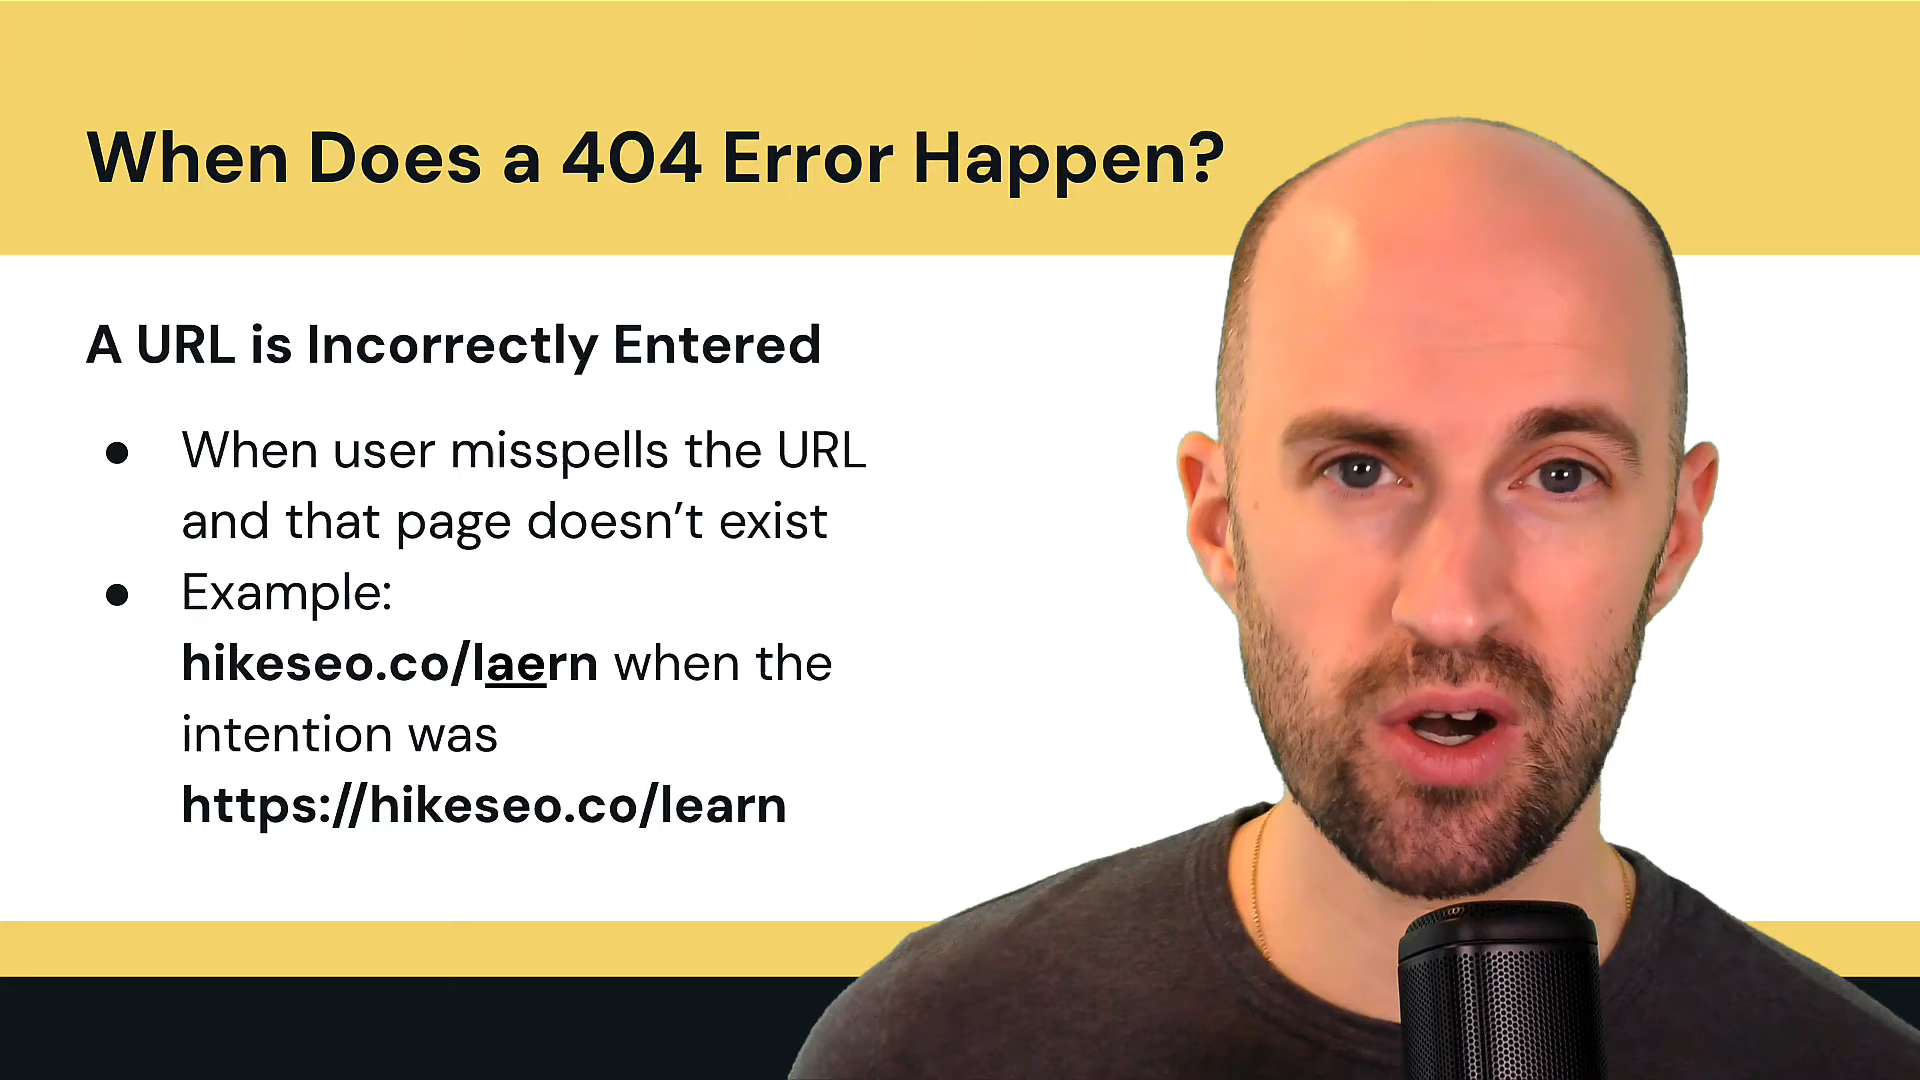 When Does a 404 Error Happen?
A URL is Incorrectly Entered
● When user misspells the URL
and that page doesn’t exist
● Example:
hikeseo.co/laern when the
intention was
https://hikeseo.co/learn